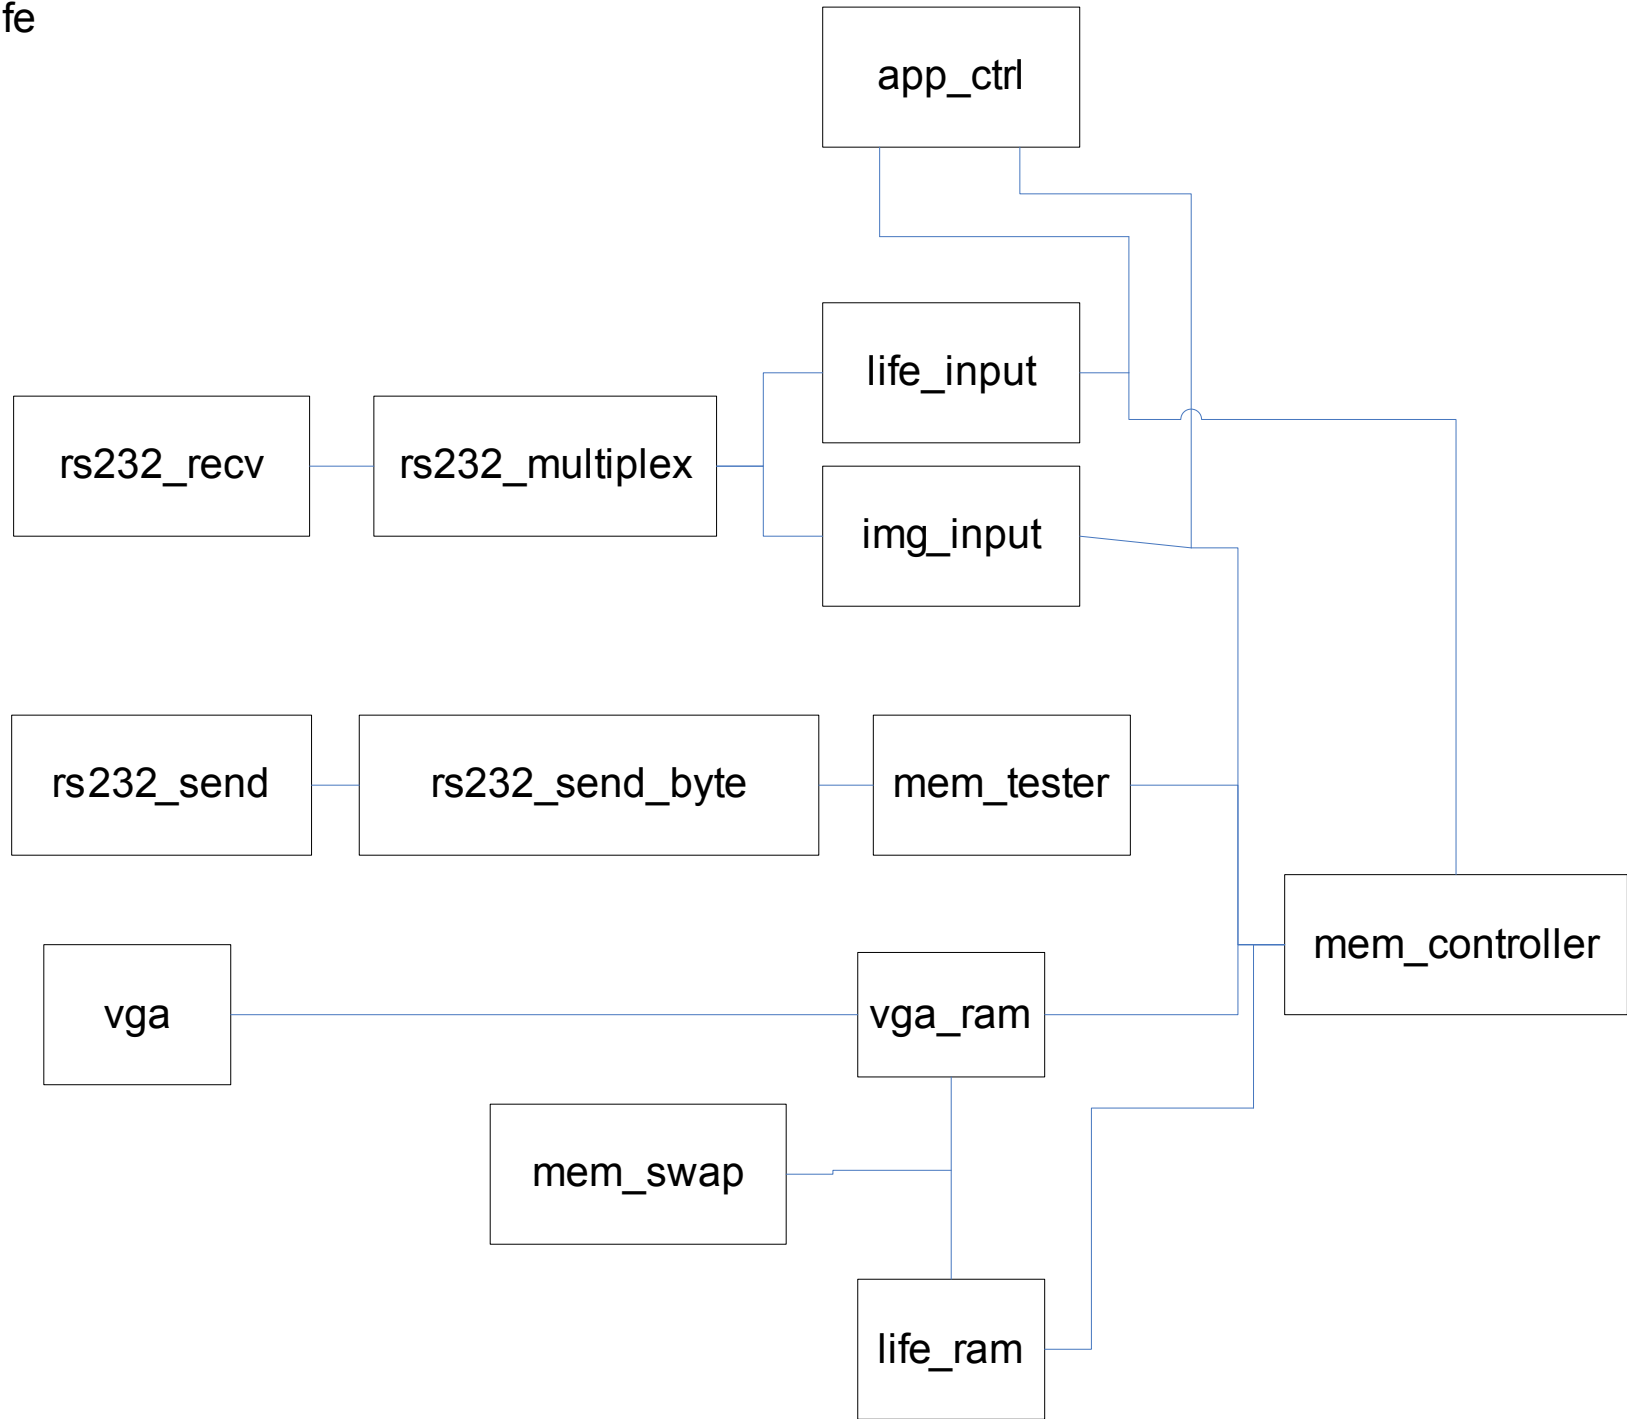 fe
app_ctrl
life_input
rs232_recv
rs232_multiplex
img_input
rs232_send
rs232_send_byte
mem_tester
mem_controller
vga
vga_ram
mem_swap
life_ram